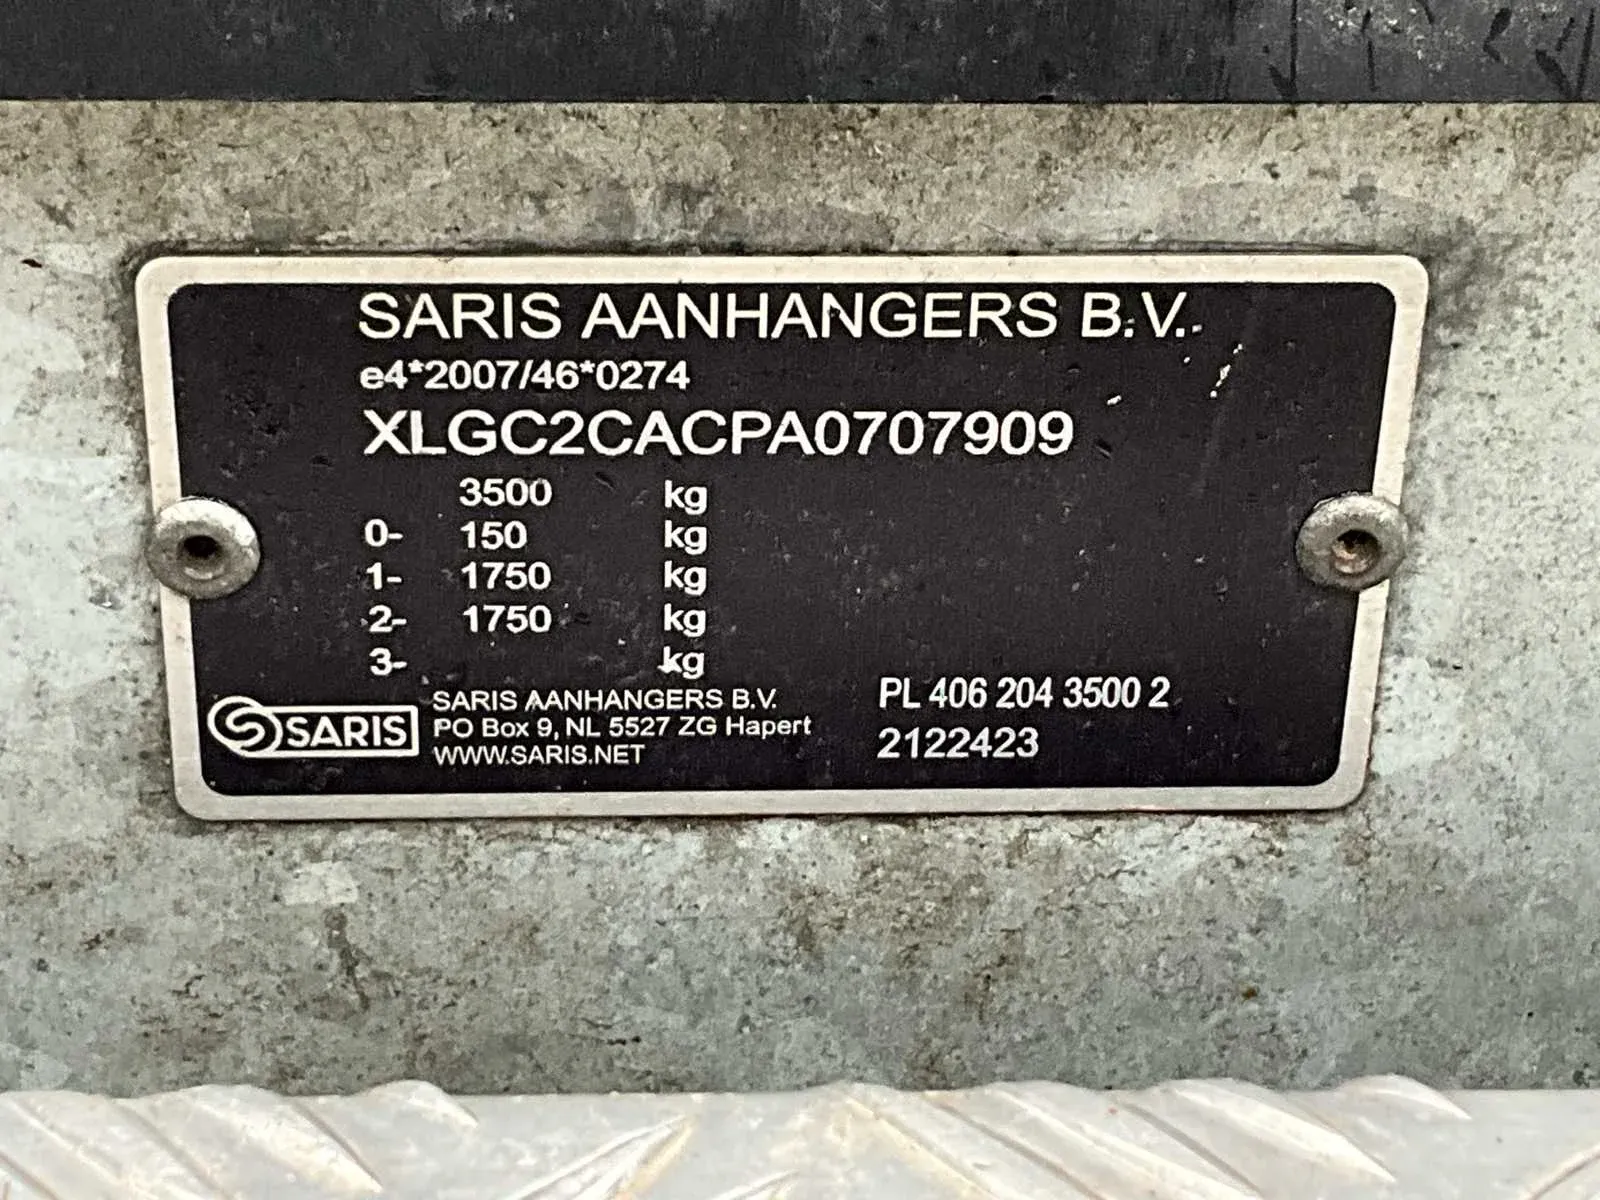 SARIS AANHANGERS B.V.
e4*2007/46*0274
XLGC2CACPA0707909
3500 kg
0- 150 kg
1- 1750 kg
2- 1750 kg
3- kg
SARIS
SARIS AANHANGERS B.V.
PO Box 9, NL 5527 ZG Hapert
WWW.SARIS.NET
PL 406 204 3500 2
2122423